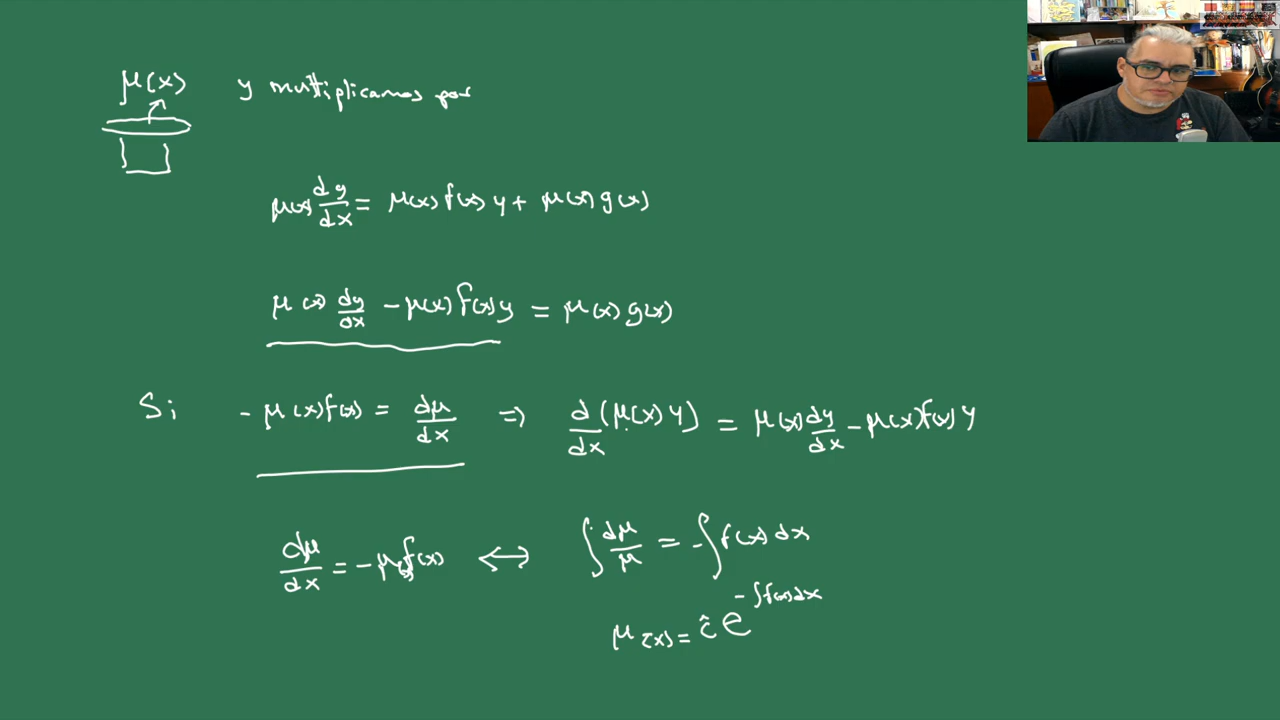 μ(x) y multiplicamos por
μ(x) dy/dx = μ(x) f(x) y + μ(x) g(x)
μ(x) dy/dx - μ(x) f(x) y = μ(x) g(x)
Si - μ(x) f(x) = dμ/dx ⇒ d/dx (μ(x) y) = μ(x) dy/dx - μ(x) f(x) y
dμ/dx = - μ(x) f(x) ⟺ ∫ dμ/μ = - ∫ f(x) dx
μ(x) = ĉ e^(-∫f(x)dx)